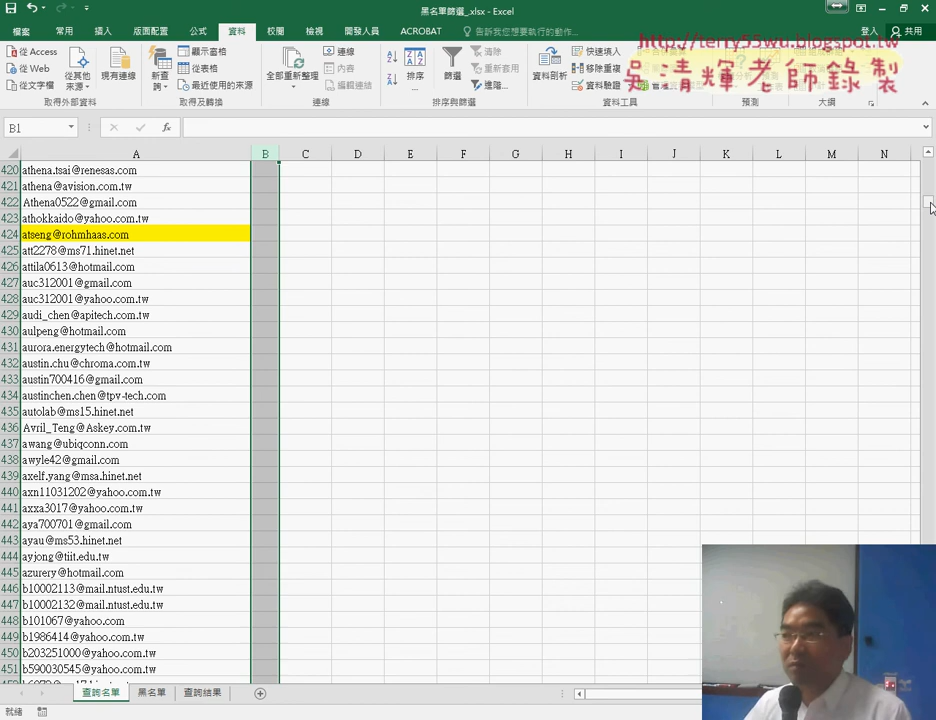 黑名單篩選_.xlsx - Excel
檔案 常用 插入 版面配置 公式 資料 校閱 檢視 開發人員 ACROBAT 告訴我您想要執行的動作... 登入 共用
http://terry55wu.blogspot.tw
吳清輝老師錄製
從 Access
從 Web
從文字檔
從其他來源
現有連線
取得外部資料
新查詢
顯示查詢
從表格
最近使用的來源
取得及轉換
全部重新整理
連線
內容
編輯連結
連線
排序
篩選
清除
重新套用
進階...
排序與篩選
資料剖析
快速填入
移除重複
資料驗證
資料工具
預測
大綱
B1
fx
A B C D E F G H I J K L M N
420 athena.tsai@renesas.com
421 athena@avision.com.tw
422 Athena0522@gmail.com
423 athokkaido@yahoo.com.tw
424 atseng@rohmhaas.com
425 att2278@ms71.hinet.net
426 attila0613@hotmail.com
427 auc312001@gmail.com
428 auc312001@yahoo.com.tw
429 audi_chen@apitech.com.tw
430 aulpeng@hotmail.com
431 aurora.energytech@hotmail.com
432 austin.chu@chroma.com.tw
433 austin700416@gmail.com
434 austinchen.chen@tpv-tech.com
435 autolab@ms15.hinet.net
436 Avril_Teng@Askey.com.tw
437 awang@ubiqconn.com
438 awyle42@gmail.com
439 axelf.yang@msa.hinet.net
440 axn11031202@yahoo.com.tw
441 axxa3017@yahoo.com.tw
442 aya700701@gmail.com
443 ayau@ms53.hinet.net
444 ayjong@tiit.edu.tw
445 azurery@hotmail.com
446 b10002113@mail.ntust.edu.tw
447 b10002132@mail.ntust.edu.tw
448 b101067@yahoo.com
449 b1986414@yahoo.com.tw
450 b203251000@yahoo.com.tw
451 b590030545@yahoo.com.tw
查詢名單 黑名單 查詢結果
就緒